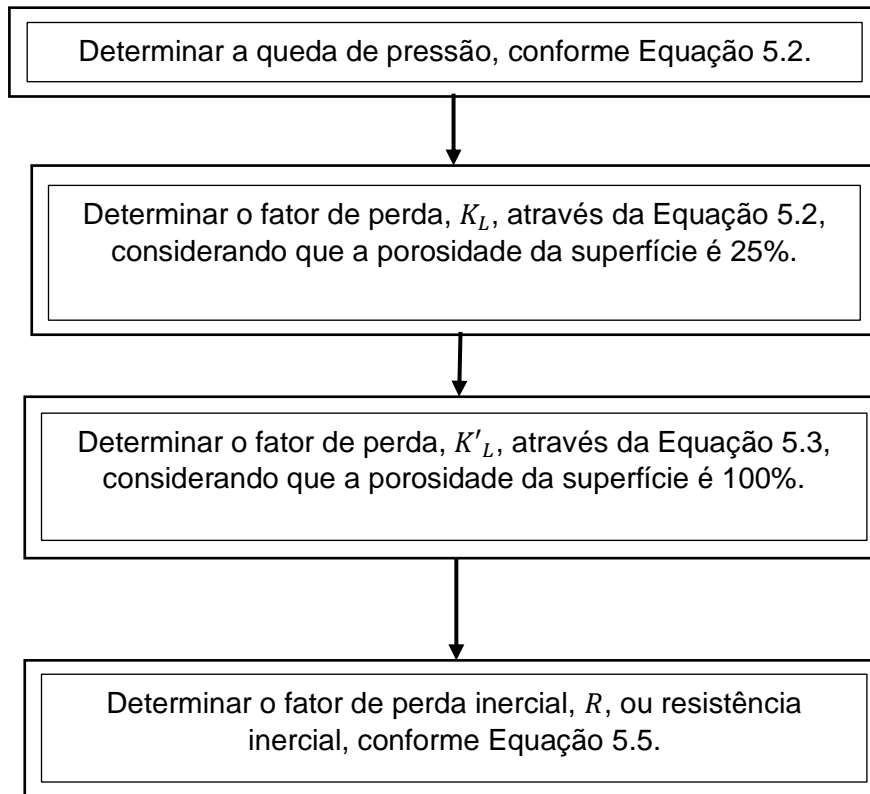 Determinar a queda de pressão, conforme Equação 5.2.
Determinar o fator de perda, K_L, através da Equação 5.2,
considerando que a porosidade da superfície é 25%.
Determinar o fator de perda, K'_L, através da Equação 5.3,
considerando que a porosidade da superfície é 100%.
Determinar o fator de perda inercial, R, ou resistência
inercial, conforme Equação 5.5.